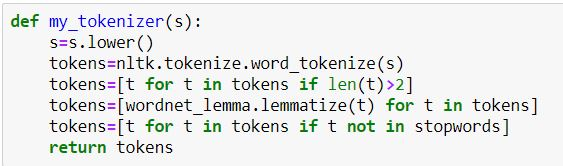 def my_tokenizer(s):
    s=s.lower()
    tokens=nltk.tokenize.word_tokenize(s)
    tokens=[t for t in tokens if len(t)>2]
    tokens=[wordnet_lemma.lemmatize(t) for t in tokens]
    tokens=[t for t in tokens if t not in stopwords]
    return tokens